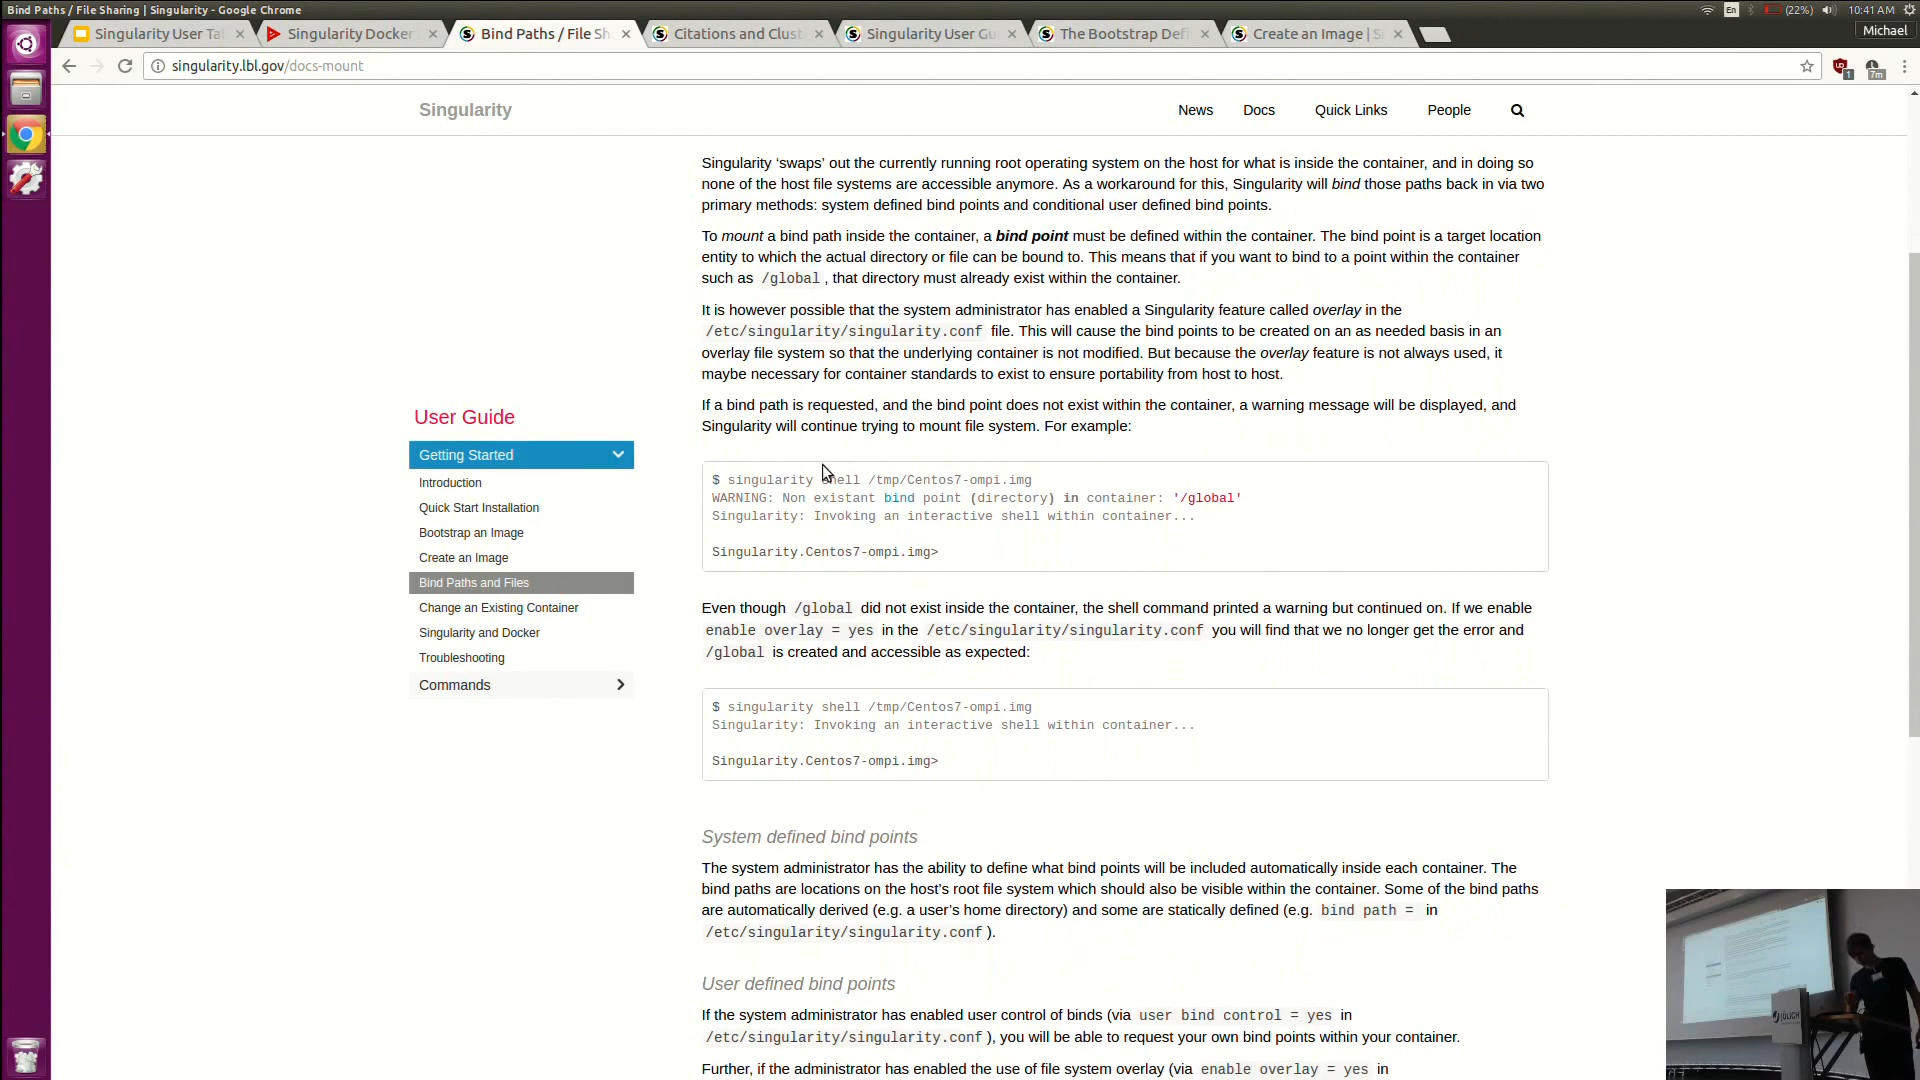 Bind Paths / File Sharing | Singularity - Google Chrome
En
(22%)
10:41 AM
Singularity User Ta
Singularity Docker
Bind Paths / File Sh
Citations and Clust
Singularity User Gu
The Bootstrap Defi
Create an Image | S
Michael
singularity.lbl.gov/docs-mount
1
7m
Singularity
News
Docs
Quick Links
People
Singularity ‘swaps’ out the currently running root operating system on the host for what is inside the container, and in doing so
none of the host file systems are accessible anymore. As a workaround for this, Singularity will bind those paths back in via two
primary methods: system defined bind points and conditional user defined bind points.
To mount a bind path inside the container, a bind point must be defined within the container. The bind point is a target location
entity to which the actual directory or file can be bound to. This means that if you want to bind to a point within the container
such as /global , that directory must already exist within the container.
It is however possible that the system administrator has enabled a Singularity feature called overlay in the
/etc/singularity/singularity.conf file. This will cause the bind points to be created on an as needed basis in an
overlay file system so that the underlying container is not modified. But because the overlay feature is not always used, it
maybe necessary for container standards to exist to ensure portability from host to host.
If a bind path is requested, and the bind point does not exist within the container, a warning message will be displayed, and
Singularity will continue trying to mount file system. For example:
$ singularity shell /tmp/Centos7-ompi.img
WARNING: Non existant bind point (directory) in container: '/global'
Singularity: Invoking an interactive shell within container...
Singularity.Centos7-ompi.img>
Even though /global did not exist inside the container, the shell command printed a warning but continued on. If we enable
enable overlay = yes in the /etc/singularity/singularity.conf you will find that we no longer get the error and
/global is created and accessible as expected:
$ singularity shell /tmp/Centos7-ompi.img
Singularity: Invoking an interactive shell within container...
Singularity.Centos7-ompi.img>
System defined bind points
The system administrator has the ability to define what bind points will be included automatically inside each container. The
bind paths are locations on the host’s root file system which should also be visible within the container. Some of the bind paths
are automatically derived (e.g. a user’s home directory) and some are statically defined (e.g. bind path = in
/etc/singularity/singularity.conf ).
User defined bind points
If the system administrator has enabled user control of binds (via user bind control = yes in
/etc/singularity/singularity.conf ), you will be able to request your own bind points within your container.
Further, if the administrator has enabled the use of file system overlay (via enable overlay = yes in
User Guide
Getting Started
Introduction
Quick Start Installation
Bootstrap an Image
Create an Image
Bind Paths and Files
Change an Existing Container
Singularity and Docker
Troubleshooting
Commands
JÜLICH